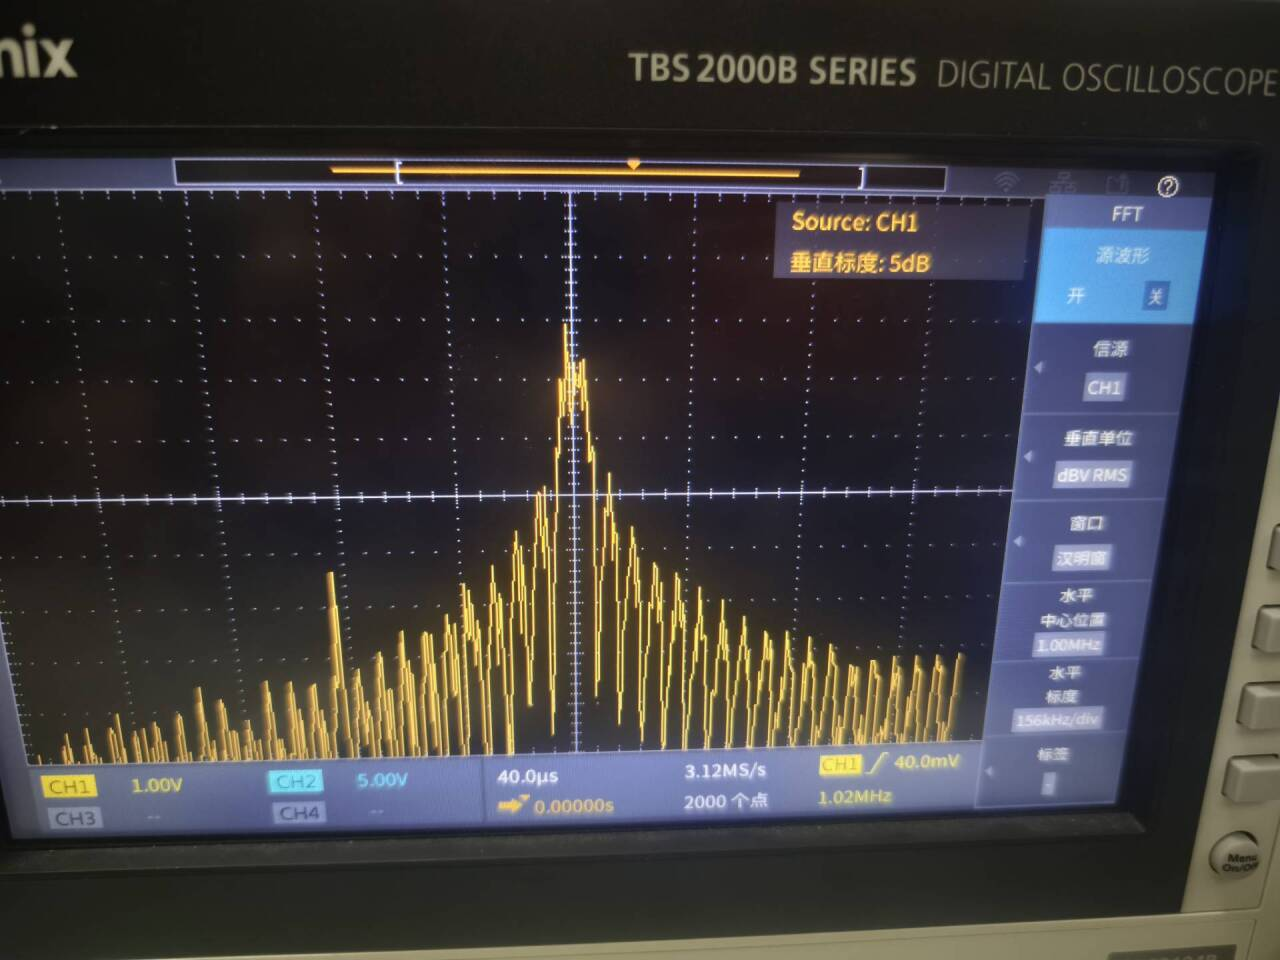 nix
TBS 2000B SERIES DIGITAL OSCILLOSCOPE
Source: CH1
垂直标度: 5dB
FFT
源波形
开 关
信源
CH1
垂直单位
dBV RMS
窗口
汉明窗
水平
中心位置
1.00MHz
水平
标度
156kHz/div
标签
CH1 1.00V
CH2 5.00V
CH3 --
CH4 --
40.0μs
0.00000s
3.12MS/s
2000 个点
CH1 40.0mV
1.02MHz
Menu
On/Off